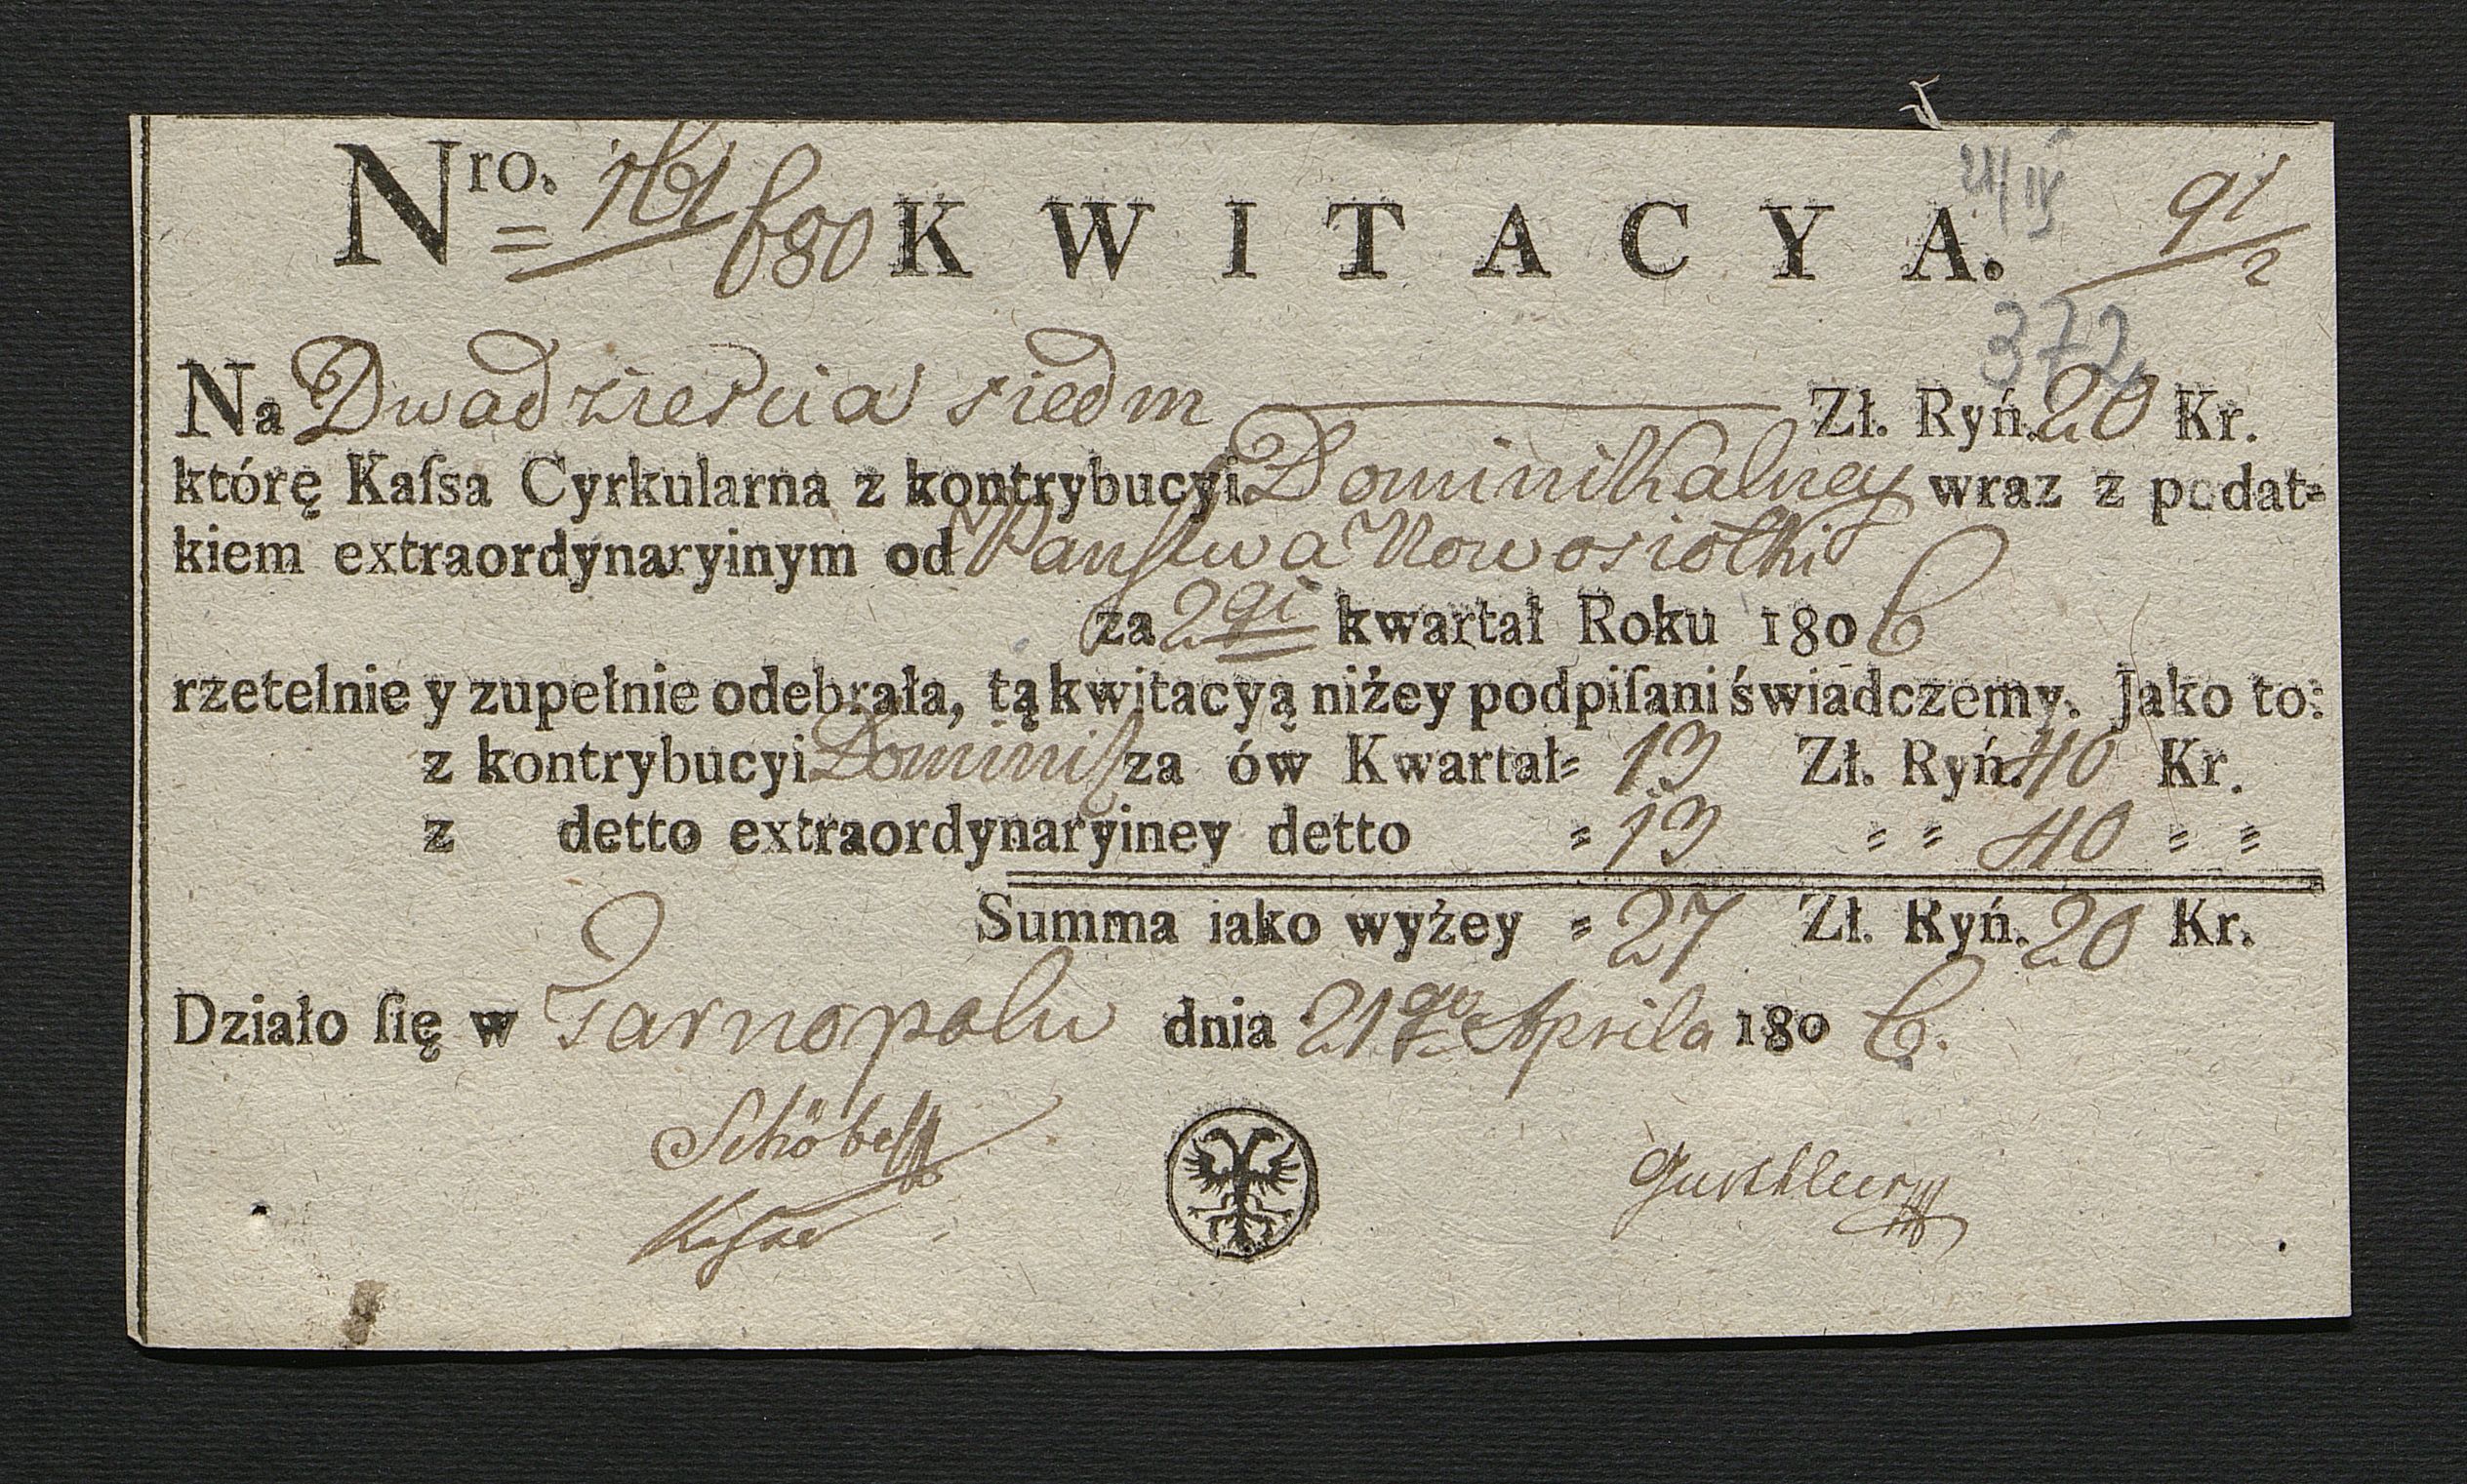 Nro. = 161 680 KWITACYA. 91/2
372
Na Dwadzieścia siedm Zł. Ryń. 20 Kr.
którę Kaſsa Cyrkularna z kontrybucyi Dominikalney wraz z podat=
kiem extraordynaryinym od Państwa Nowosiołki
za 2gi kwartał Roku 1806
rzetelnie y zupełnie odebrała, tą kwitacyą niżey podpiſani świadczemy. Jako to:
z kontrybucyi Dominik za ów Kwartał = 13 Zł. Ryń. 40 Kr.
z detto extraordynaryiney detto = 13 = = 40 = =
Summa iako wyżey = 27 Zł. Ryń. 20 Kr.
Działo ſię w Tarnopolu dnia 21go Aprila 1806.
Schöbel